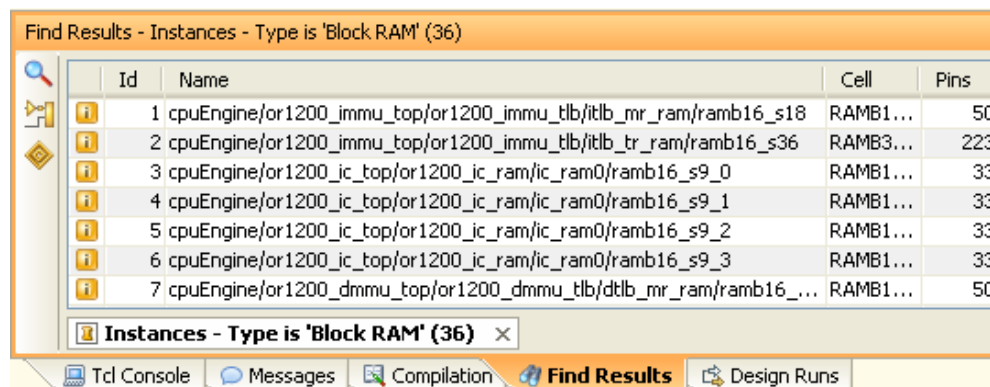 Find Results - Instances - Type is 'Block RAM' (36)
Id Name Cell Pins
1 cpuEngine/or1200_immu_top/or1200_immu_tlb/itlb_mr_ram/ramb16_s18 RAMB1... 50
2 cpuEngine/or1200_immu_top/or1200_immu_tlb/itlb_tr_ram/ramb16_s36 RAMB3... 223
3 cpuEngine/or1200_ic_top/or1200_ic_ram/ic_ram0/ramb16_s9_0 RAMB1... 33
4 cpuEngine/or1200_ic_top/or1200_ic_ram/ic_ram0/ramb16_s9_1 RAMB1... 33
5 cpuEngine/or1200_ic_top/or1200_ic_ram/ic_ram0/ramb16_s9_2 RAMB1... 33
6 cpuEngine/or1200_ic_top/or1200_ic_ram/ic_ram0/ramb16_s9_3 RAMB1... 33
7 cpuEngine/or1200_dmmu_top/or1200_dmmu_tlb/dtlb_mr_ram/ramb16_... RAMB1... 50
Instances - Type is 'Block RAM' (36)
Tcl Console Messages Compilation Find Results Design Runs